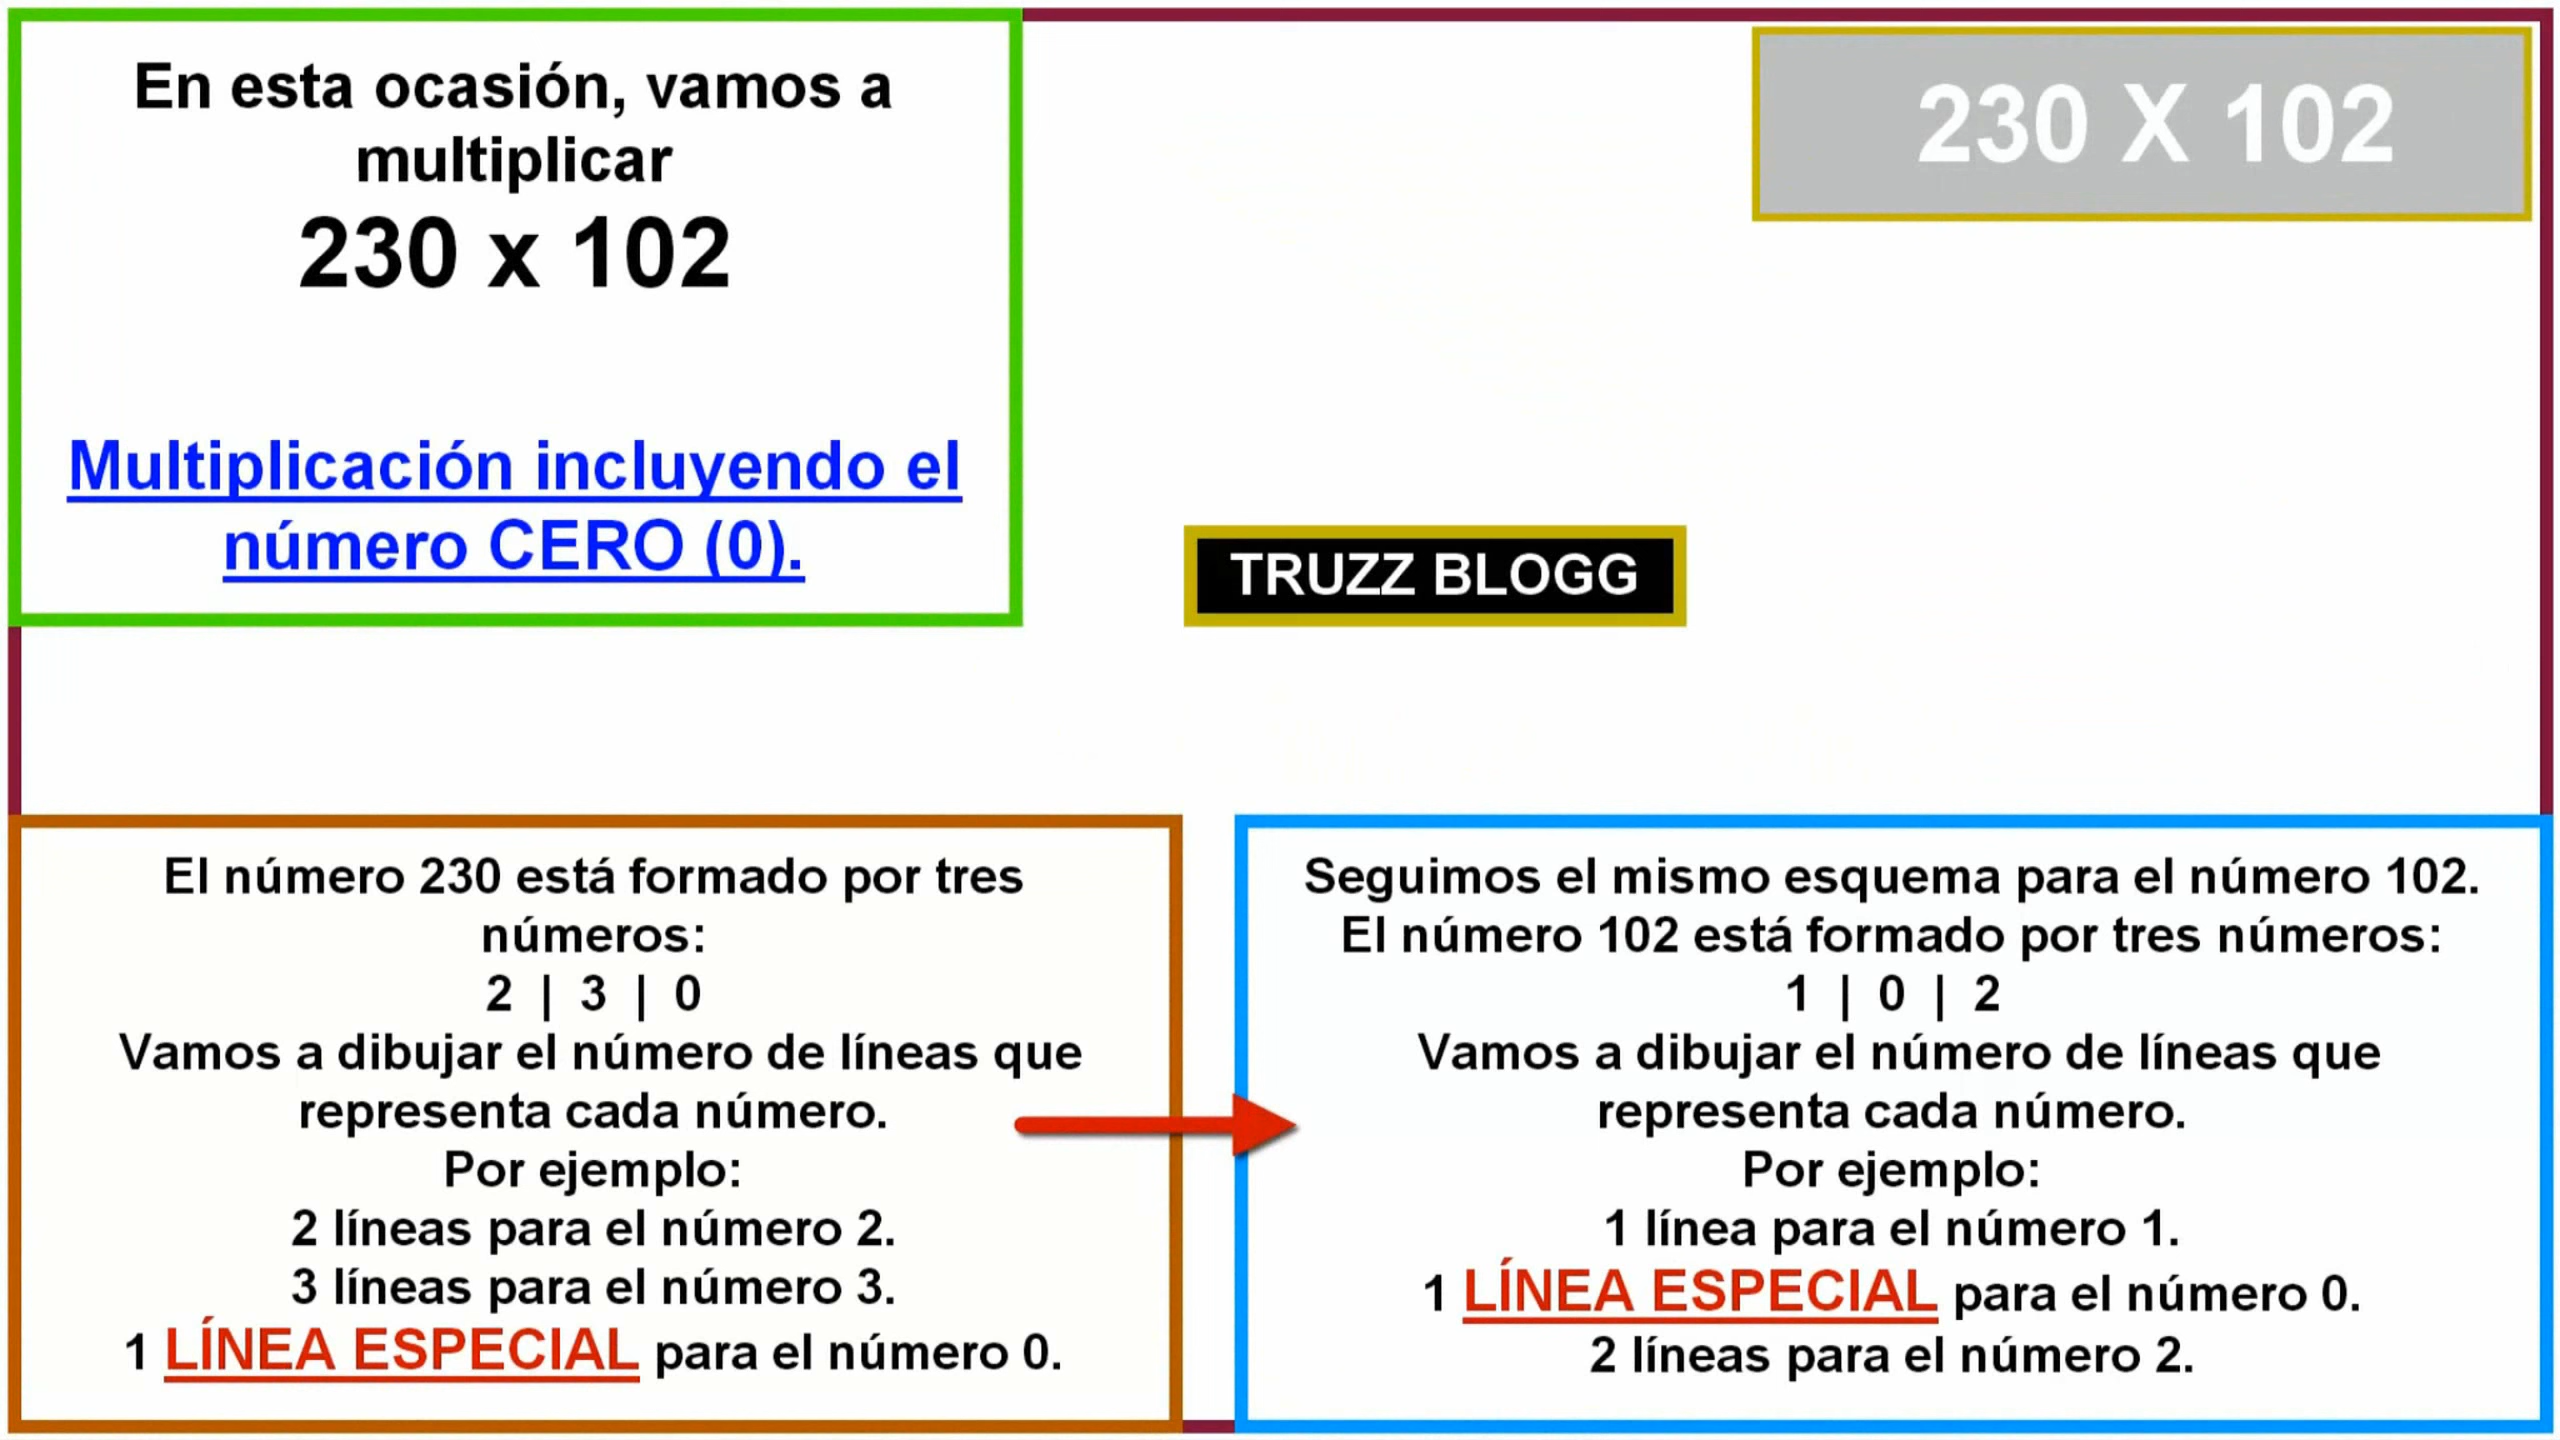 En esta ocasión, vamos a
multiplicar
230 x 102
Multiplicación incluyendo el
número CERO (0).
230 X 102
TRUZZ BLOGG
El número 230 está formado por tres
números:
2 | 3 | 0
Vamos a dibujar el número de líneas que
representa cada número.
Por ejemplo:
2 líneas para el número 2.
3 líneas para el número 3.
1 LÍNEA ESPECIAL para el número 0.
Seguimos el mismo esquema para el número 102.
El número 102 está formado por tres números:
1 | 0 | 2
Vamos a dibujar el número de líneas que
representa cada número.
Por ejemplo:
1 línea para el número 1.
1 LÍNEA ESPECIAL para el número 0.
2 líneas para el número 2.